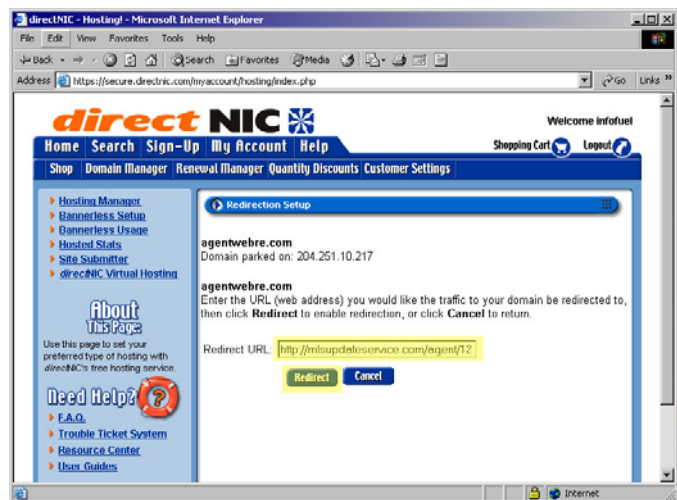 directNIC - Hosting! - Microsoft Internet Explorer
File Edit View Favorites Tools Help
Back Search Favorites Media
Address https://secure.directnic.com/myaccount/hosting/index.php Go Links »
direct NIC
Welcome infofuel
Home Search Sign-Up My Account Help
Shopping Cart Logout
Shop Domain Manager Renewal Manager Quantity Discounts Customer Settings
Hosting Manager
Bannerless Setup
Bannerless Usage
Hosted Stats
Site Submitter
directNIC Virtual Hosting
About
This Page:
Use this page to set your
preferred type of hosting with
directNIC's free hosting service.
Need Help?
F.A.Q.
Trouble Ticket System
Resource Center
User Guides
Redirection Setup
agentwebre.com
Domain parked on: 204.251.10.217
agentwebre.com
Enter the URL (web address) you would like the traffic to your domain be redirected to,
then click Redirect to enable redirection, or click Cancel to return.
Redirect URL: http://mlsupdateservice.com/agent/12
Redirect Cancel
Internet